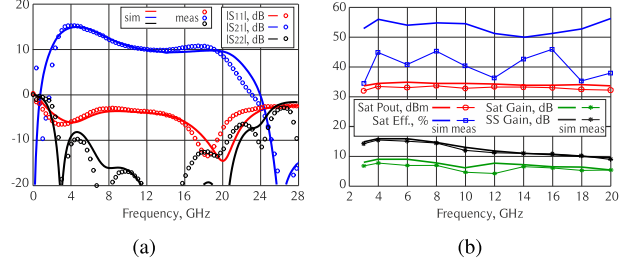 20
10
0
-10
-20
sim
meas
|S11|, dB
|S21|, dB
|S22|, dB
0 4 8 12 16 20 24 28
Frequency, GHz
(a)
60
50
40
30
20
10
0
Sat Pout, dBm
Sat Eff., %
sim meas
Sat Gain, dB
SS Gain, dB
sim meas
2 4 6 8 10 12 14 16 18 20
Frequency, GHz
(b)